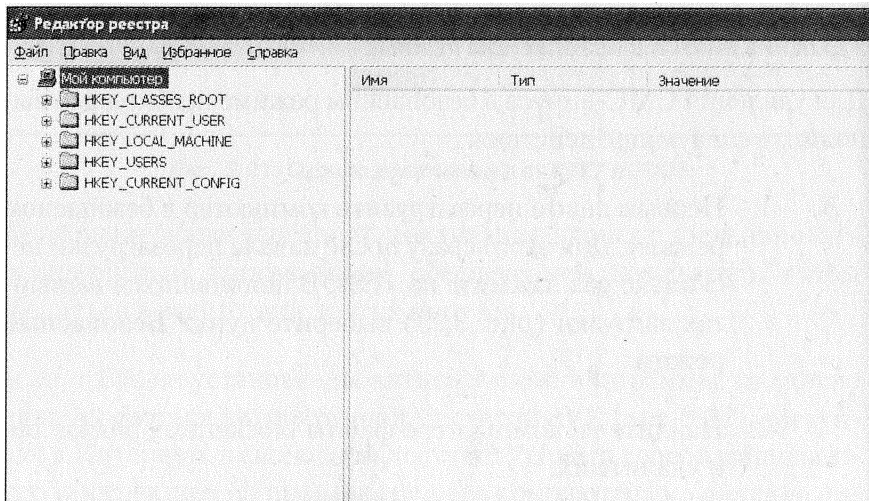 Редактор реестра
Файл Правка Вид Избранное Справка
Мой компьютер
HKEY_CLASSES_ROOT
HKEY_CURRENT_USER
HKEY_LOCAL_MACHINE
HKEY_USERS
HKEY_CURRENT_CONFIG
Имя Тип Значение